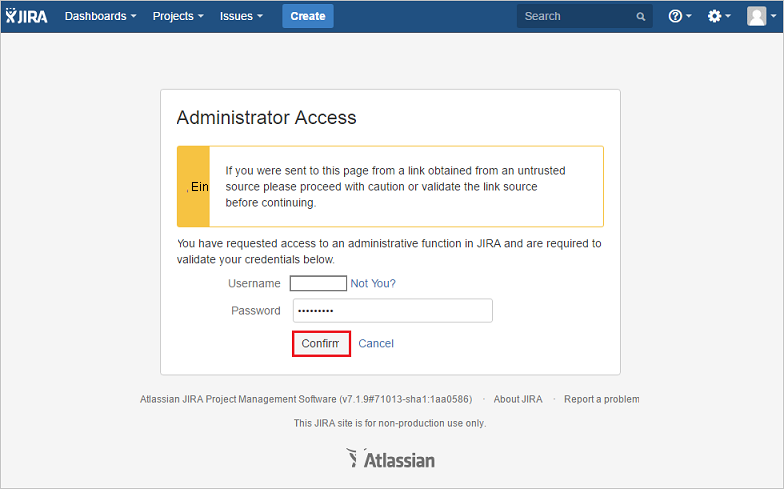 JIRA Dashboards Projects Issues Create Search
Administrator Access
If you were sent to this page from a link obtained from an untrusted
, Ein source please proceed with caution or validate the link source
before continuing.
You have requested access to an administrative function in JIRA and are required to
validate your credentials below.
Username Not You?
Password •••••••••
Confirm Cancel
Atlassian JIRA Project Management Software (v7.1.9#71013-sha1:1aa0586) · About JIRA · Report a problem
This JIRA site is for non-production use only.
Atlassian